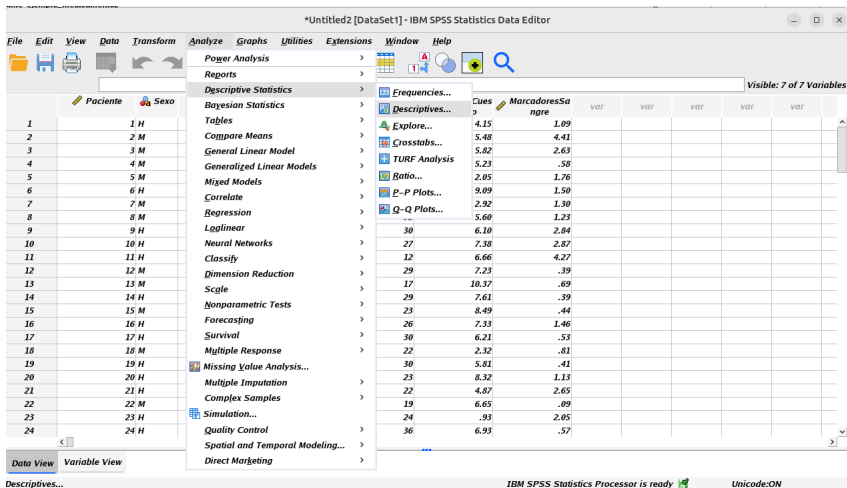 *Untitled2 [DataSet1] - IBM SPSS Statistics Data Editor
File Edit View Data Transform Analyze Graphs Utilities Extensions Window Help
Visible: 7 of 7 Variables
Paciente Sexo MarcadoresSangre var var var var
Power Analysis
Reports
Descriptive Statistics
Bayesian Statistics
Tables
Compare Means
General Linear Model
Generalized Linear Models
Mixed Models
Correlate
Regression
Loglinear
Neural Networks
Classify
Dimension Reduction
Scale
Nonparametric Tests
Forecasting
Survival
Multiple Response
Missing Value Analysis...
Multiple Imputation
Complex Samples
Simulation...
Quality Control
Spatial and Temporal Modeling...
Direct Marketing
Frequencies...
Descriptives...
Explore...
Crosstabs...
TURF Analysis
Ratio...
P-P Plots...
Q-Q Plots...
1 1 H 4.15 1.09
2 2 M 5.48 4.41
3 3 M 5.82 2.63
4 4 M 5.23 .58
5 5 M 2.05 1.76
6 6 H 9.09 1.50
7 7 M 2.92 1.30
8 8 M 5.60 1.23
9 9 H 30 6.10 2.84
10 10 H 27 7.38 2.87
11 11 H 12 6.66 4.27
12 12 M 29 7.23 .39
13 13 M 17 10.37 .69
14 14 H 29 7.61 .39
15 15 M 23 8.49 .44
16 16 H 26 7.33 1.46
17 17 H 30 6.21 .53
18 18 M 22 2.32 .81
19 19 H 30 5.81 .41
20 20 H 23 8.32 1.13
21 21 H 22 4.87 2.65
22 22 M 19 6.65 .09
23 23 H 24 .93 2.05
24 24 H 36 6.93 .57
Data View Variable View
Descriptives... IBM SPSS Statistics Processor is ready Unicode:ON